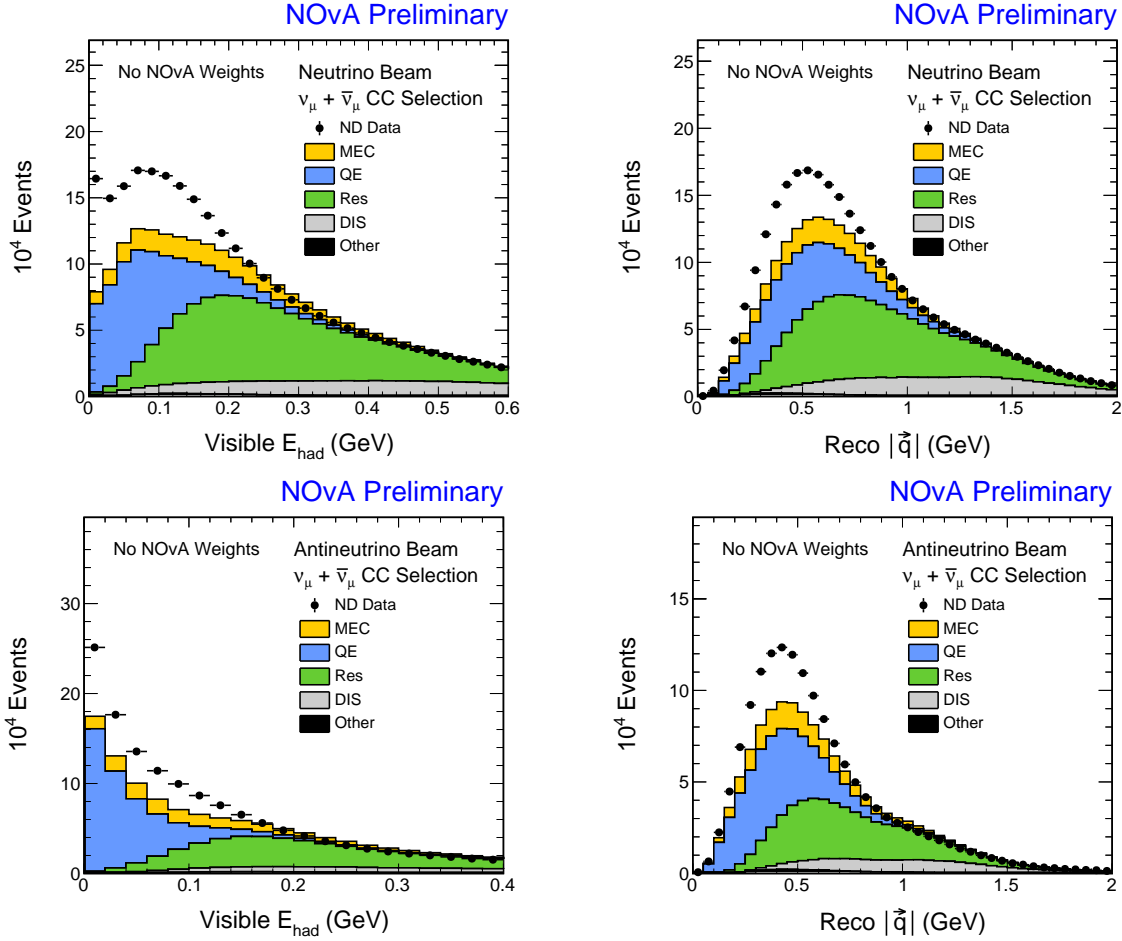 NOvA Preliminary
No NOvA Weights
Neutrino Beam
νμ + ν̄μ CC Selection
ND Data
MEC
QE
Res
DIS
Other
10⁴ Events
25
20
15
10
5
0
0 0.1 0.2 0.3 0.4 0.5 0.6
Visible E_had (GeV)
NOvA Preliminary
No NOvA Weights
Neutrino Beam
νμ + ν̄μ CC Selection
ND Data
MEC
QE
Res
DIS
Other
10⁴ Events
25
20
15
10
5
0
0 0.5 1 1.5 2
Reco |q⃗| (GeV)
NOvA Preliminary
No NOvA Weights
Antineutrino Beam
νμ + ν̄μ CC Selection
ND Data
MEC
QE
Res
DIS
Other
10⁴ Events
30
20
10
0
0 0.1 0.2 0.3 0.4
Visible E_had (GeV)
NOvA Preliminary
No NOvA Weights
Antineutrino Beam
νμ + ν̄μ CC Selection
ND Data
MEC
QE
Res
DIS
Other
10⁴ Events
15
10
5
0
0 0.5 1 1.5 2
Reco |q⃗| (GeV)